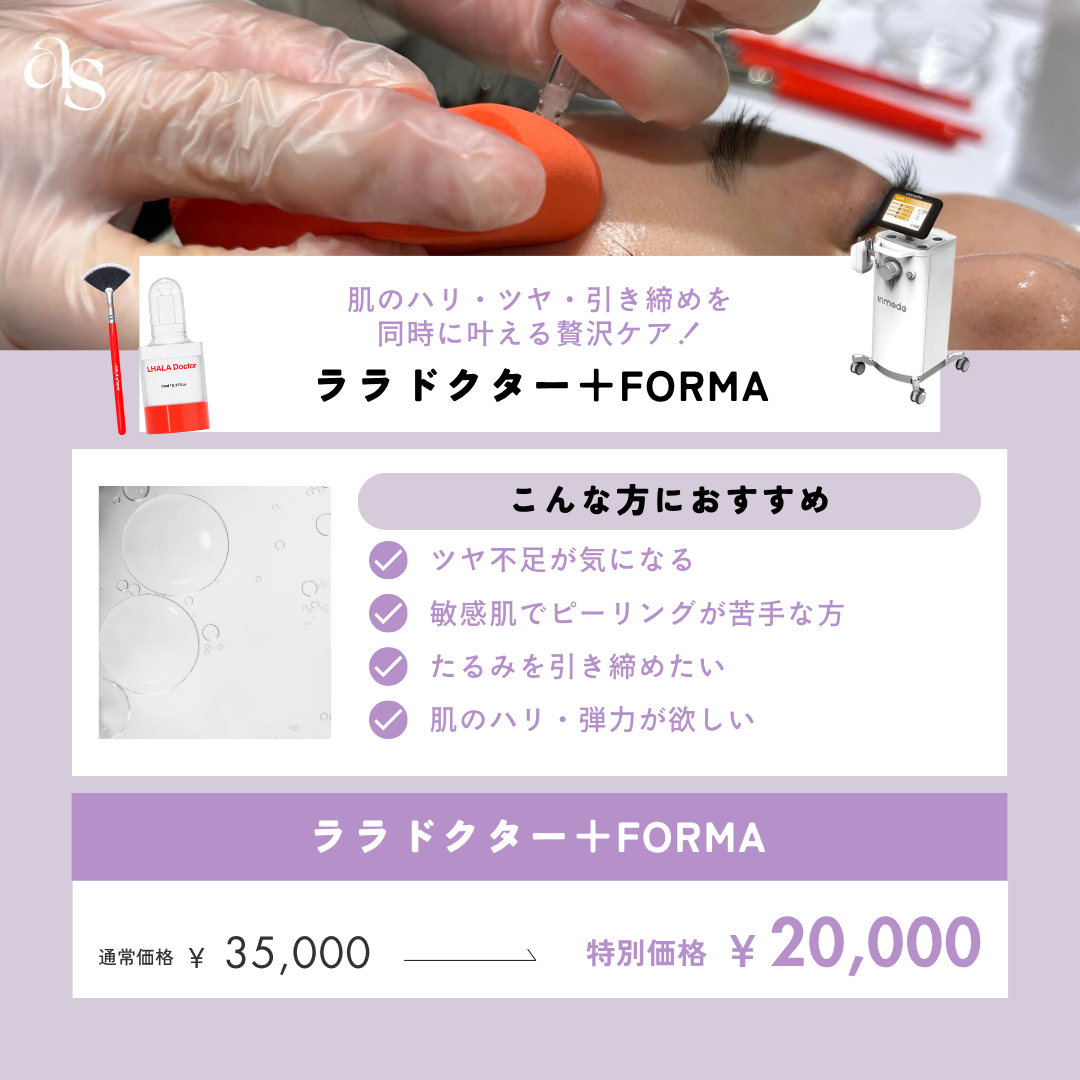 as
肌のハリ・ツヤ・引き締めを
同時に叶える贅沢ケア！
ララドクター＋FORMA
LHALA Doctor
inmode
こんな方におすすめ
ツヤ不足が気になる
敏感肌でピーリングが苦手な方
たるみを引き締めたい
肌のハリ・弾力が欲しい
ララドクター＋FORMA
通常価格 ¥ 35,000
特別価格 ¥ 20,000